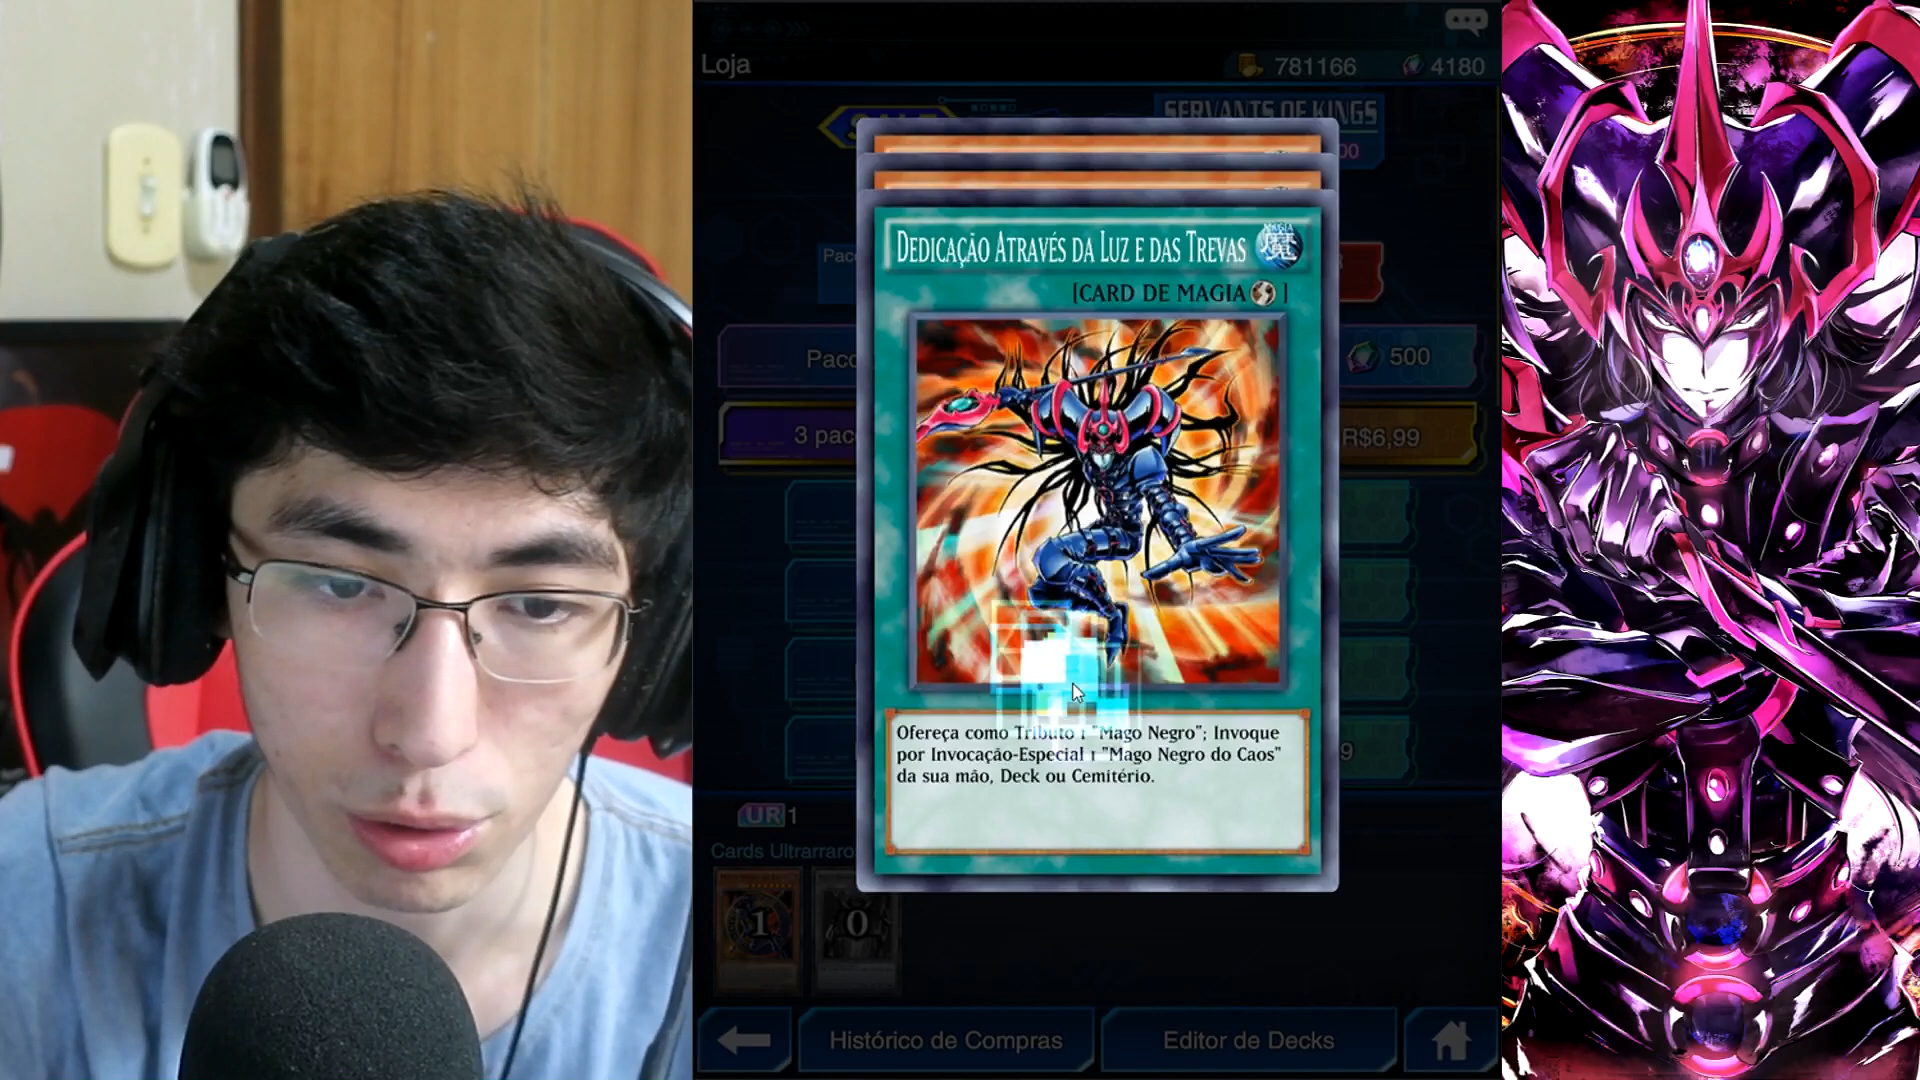 Loja
781166
4180
SERVANTS OF KINGS
DEDICAÇÃO ATRAVÉS DA LUZ E DAS TREVAS
[CARD DE MAGIA ]
500
3 pac
R$6,99
Ofereça como Tributo 1 "Mago Negro"; Invoque
por Invocação-Especial 1 "Mago Negro do Caos"
da sua mão, Deck ou Cemitério.
UR 1
Cards Ultrarraro
1
0
Histórico de Compras
Editor de Decks